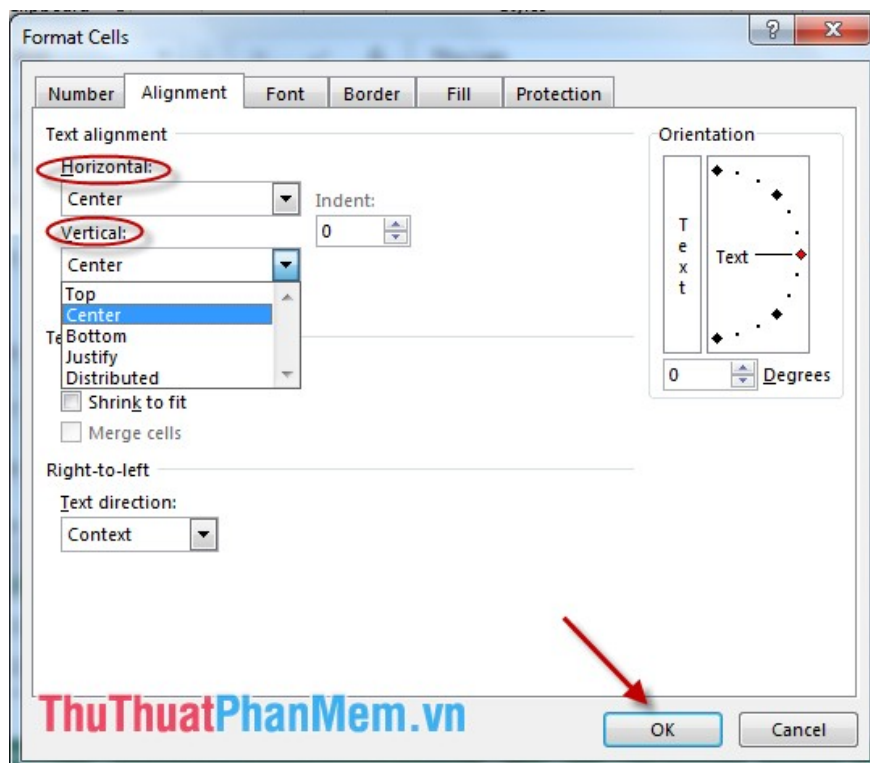 Format Cells
Number Alignment Font Border Fill Protection
Text alignment
Horizontal:
Center
Indent:
Vertical:
0
Center
Top
Center
Bottom
Justify
Distributed
Shrink to fit
Merge cells
Right-to-left
Text direction:
Context
Orientation
Text
Text
0 Degrees
ThuThuatPhanMem.vn
OK Cancel